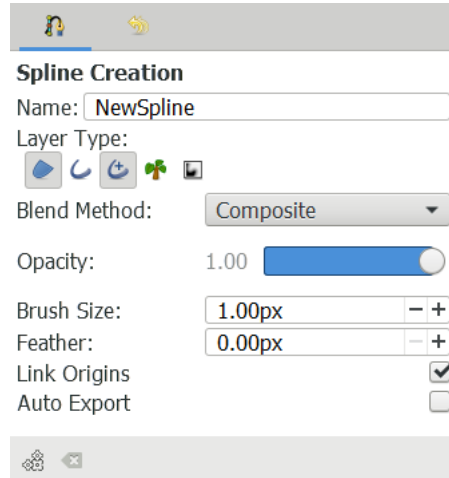 Spline Creation
Name: NewSpline
Layer Type:
Blend Method: Composite
Opacity: 1.00
Brush Size: 1.00px
Feather: 0.00px
Link Origins
Auto Export